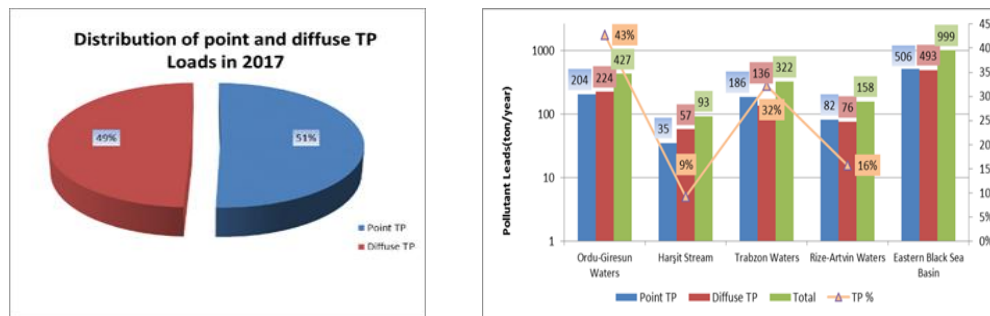 Distribution of point and diffuse TP
Loads in 2017
49%
51%
Point TP
Diffuse TP
Pollutant Leads(ton/year)
1000
100
10
1
204
224
427
43%
35
57
93
9%
186
136
322
32%
82
76
158
16%
506
493
999
45
40
35
30
25
20
15
10%
5%
0%
Ordu-Giresun
Waters
Harşit Stream
Trabzon Waters
Rize-Artvin Waters
Eastern Black Sea
Basin
Point TP
Diffuse TP
Total
TP %